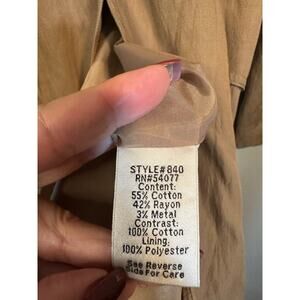 STYLE#840
RN#54077
Content:
55% Cotton
42% Rayon
3% Metal
Contrast:
100% Cotton
Lining:
100% Polyester
See Reverse
Side For Care